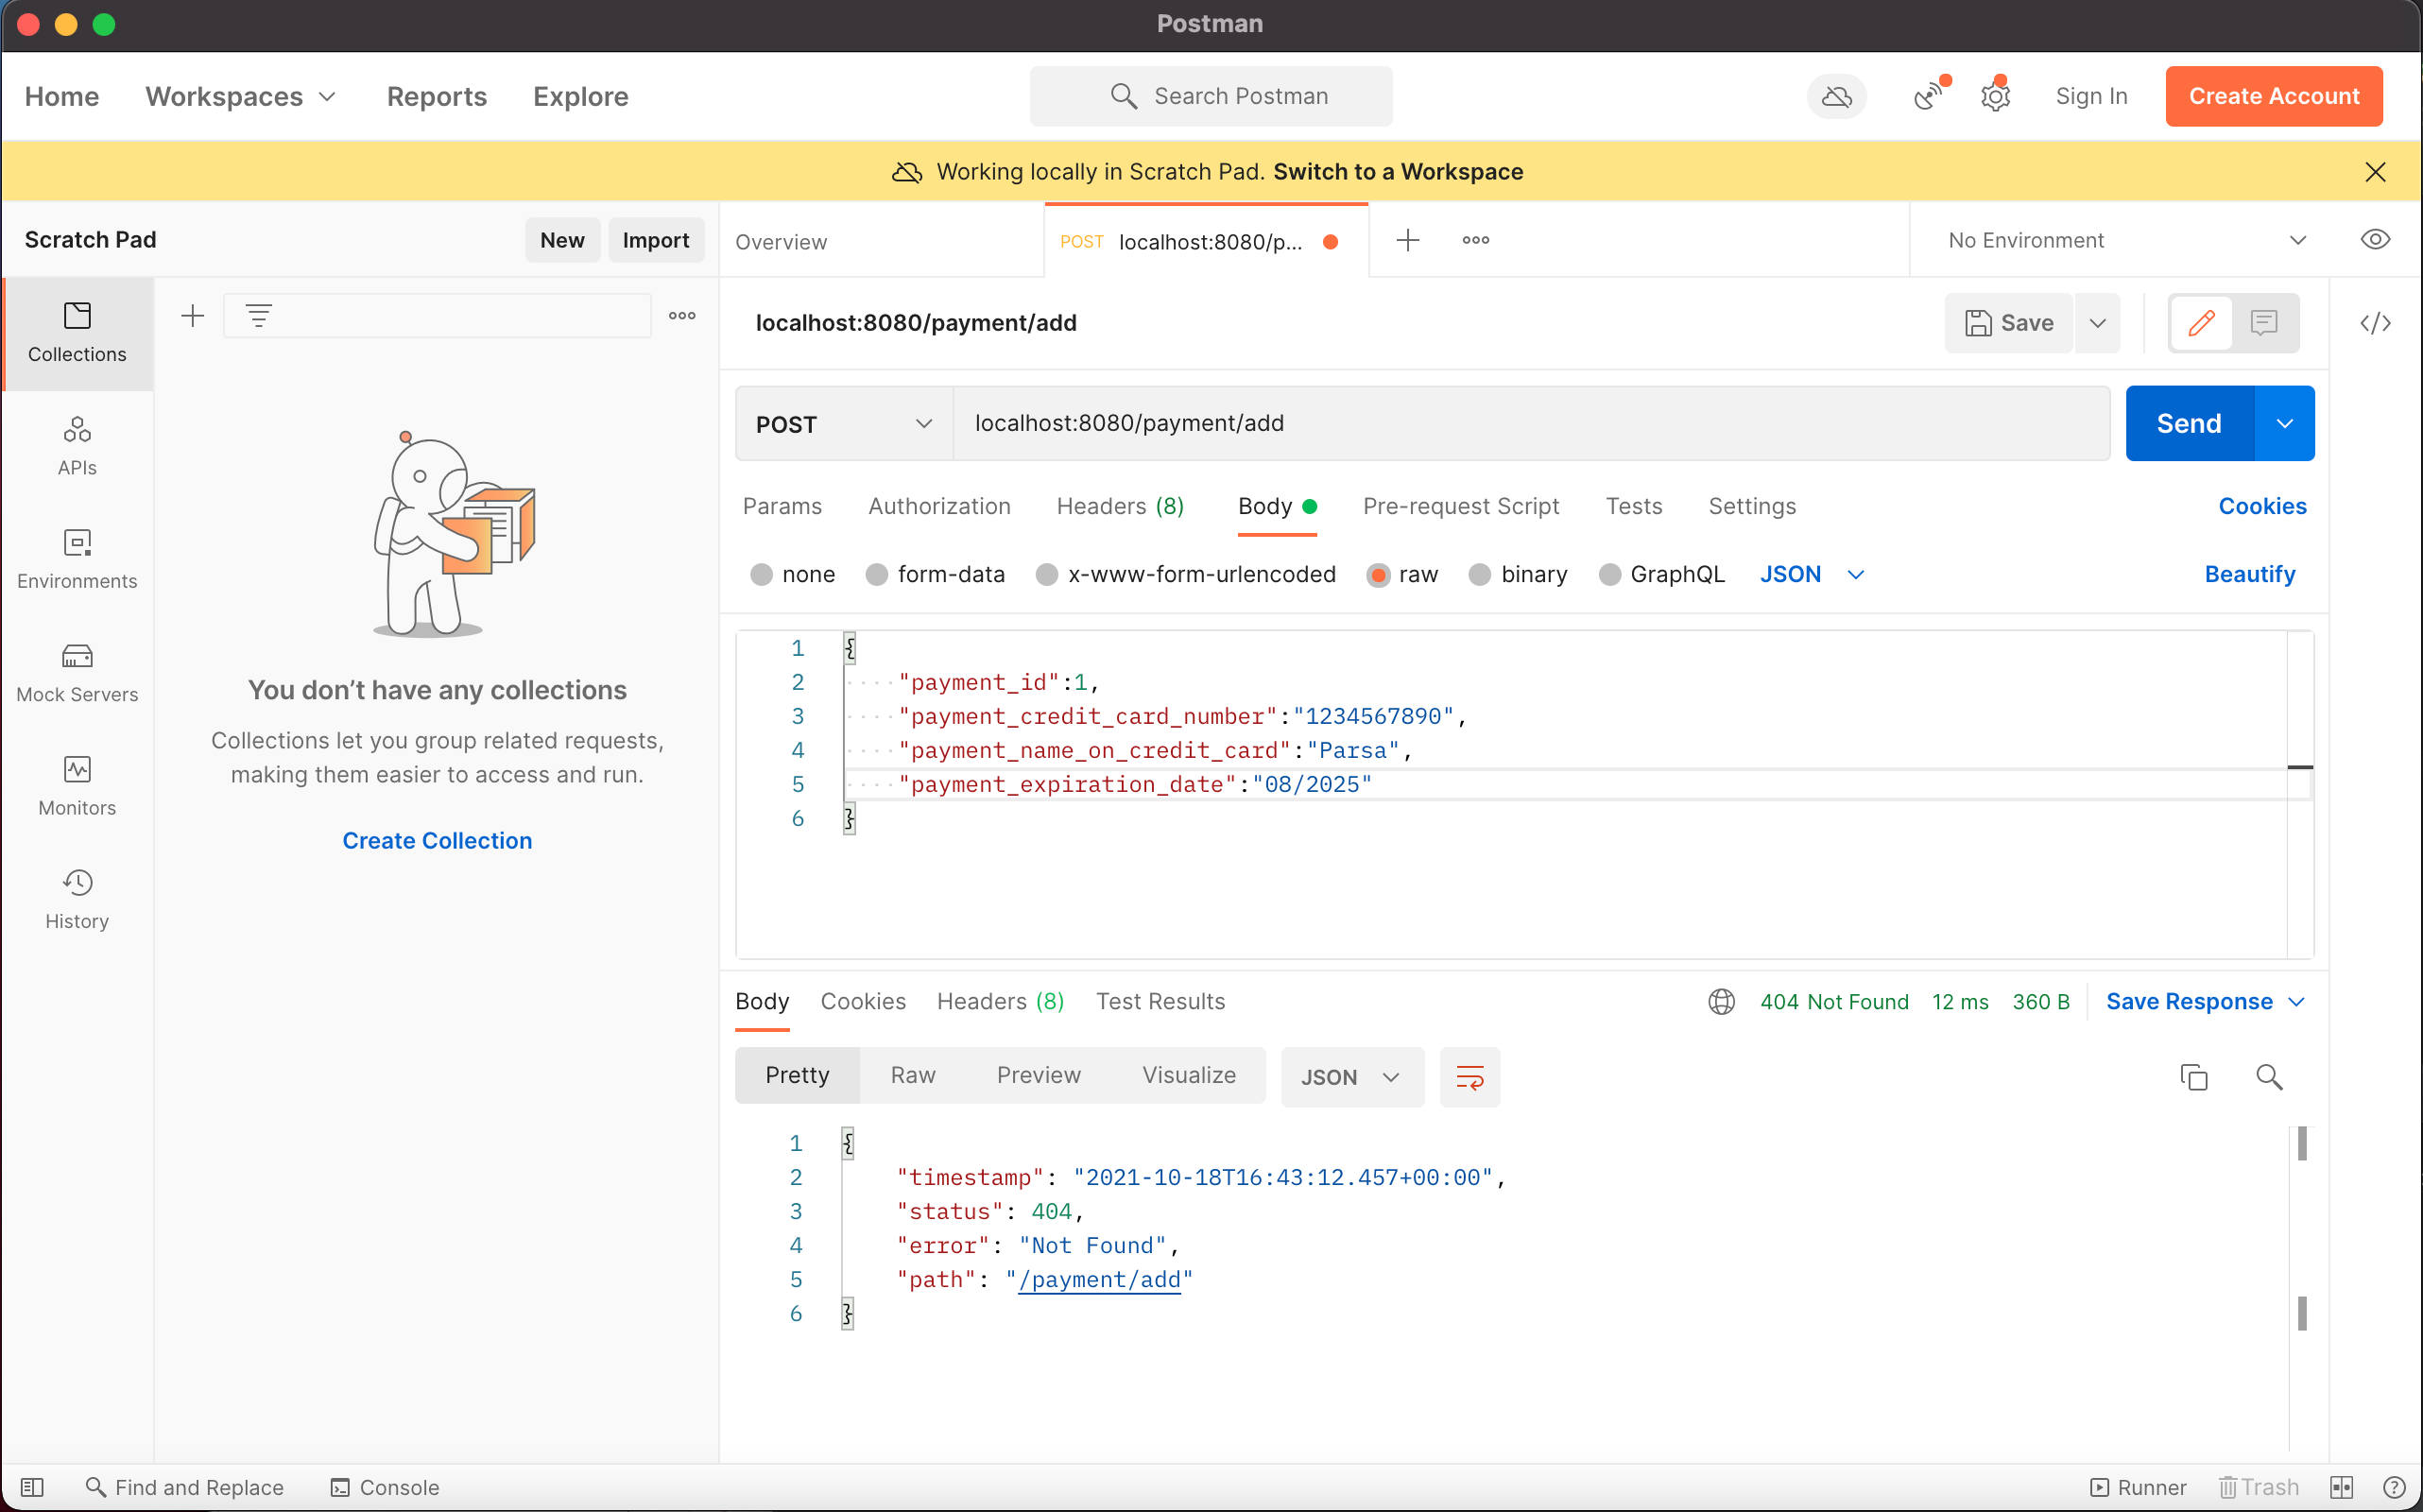 Postman
Home Workspaces Reports Explore Search Postman Sign In Create Account
Working locally in Scratch Pad. Switch to a Workspace
Scratch Pad New Import Overview POST localhost:8080/p... No Environment
Collections
APIs
Environments
Mock Servers
Monitors
History
You don’t have any collections
Collections let you group related requests,
making them easier to access and run.
Create Collection
localhost:8080/payment/add Save
POST localhost:8080/payment/add Send
Params Authorization Headers (8) Body Pre-request Script Tests Settings Cookies
none form-data x-www-form-urlencoded raw binary GraphQL JSON Beautify
1 {
2 "payment_id":1,
3 "payment_credit_card_number":"1234567890",
4 "payment_name_on_credit_card":"Parsa",
5 "payment_expiration_date":"08/2025"
6 }
Body Cookies Headers (8) Test Results 404 Not Found 12 ms 360 B Save Response
Pretty Raw Preview Visualize JSON
1 {
2 "timestamp": "2021-10-18T16:43:12.457+00:00",
3 "status": 404,
4 "error": "Not Found",
5 "path": "/payment/add"
6 }
Find and Replace Console Runner Trash